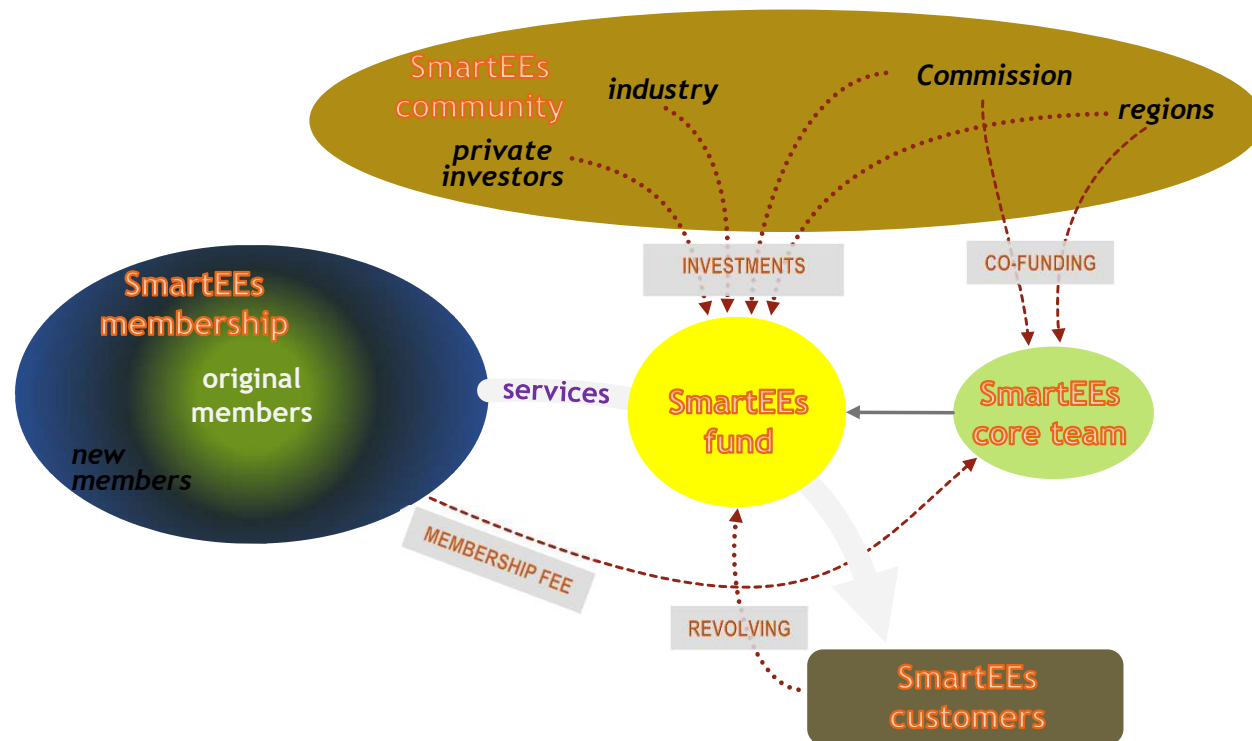 SmartEEs
community
industry
Commission
regions
private
investors
INVESTMENTS
CO-FUNDING
SmartEEs
membership
original
members
new
members
services
SmartEEs
fund
SmartEEs
core team
MEMBERSHIP FEE
REVOLVING
SmartEEs
customers